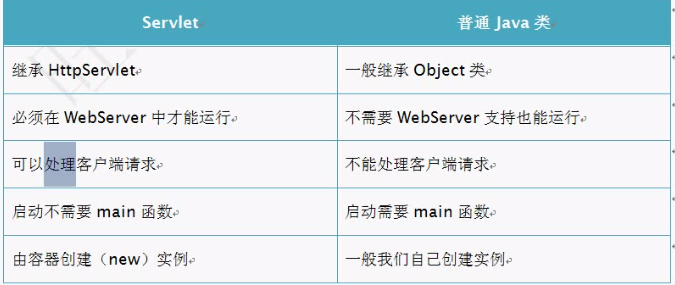 Servlet 普通 Java 类
继承 HttpServlet 一般继承 Object 类
必须在 WebServer 中才能运行 不需要 WebServer 支持也能运行
可以处理客户端请求 不能处理客户端请求
启动不需要 main 函数 启动需要 main 函数
由容器创建（new）实例 一般我们自己创建实例